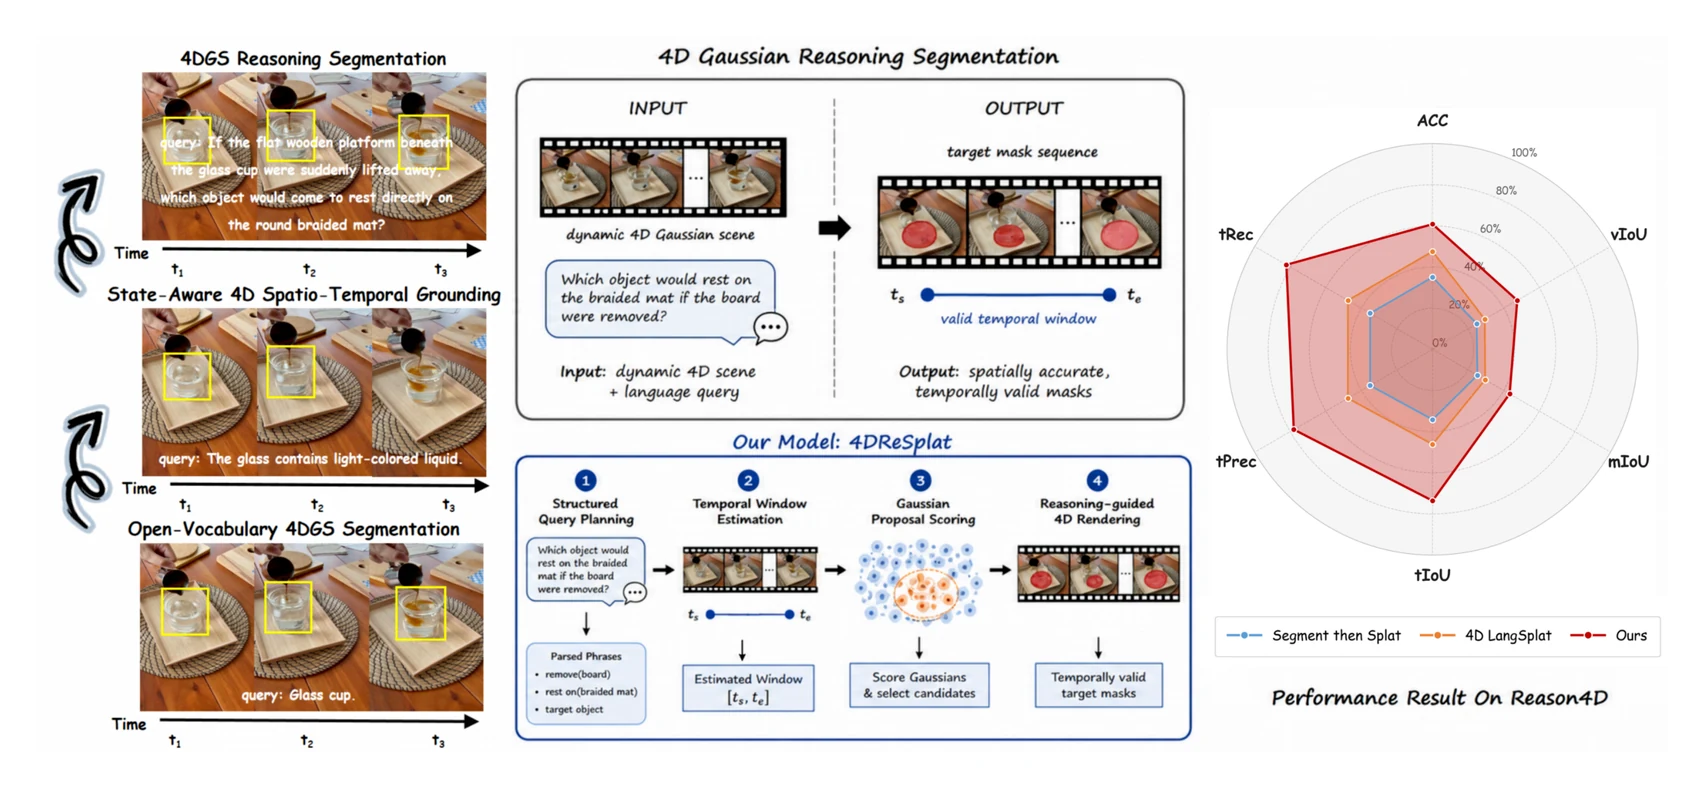 4DGS Reasoning Segmentation
query: If the flat wooden platform beneath
the glass cup were suddenly lifted away,
which object would come to rest directly on
the round braided mat?
Time
t1
t2
t3
State-Aware 4D Spatio-Temporal Grounding
query: The glass contains light-colored liquid.
Time
t1
t2
t3
Open-Vocabulary 4DGS Segmentation
query: Glass cup.
Time
t1
t2
t3
4D Gaussian Reasoning Segmentation
INPUT
...
dynamic 4D Gaussian scene
Which object would rest on
the braided mat if the board
were removed?
...
Input: dynamic 4D scene
+ language query
OUTPUT
target mask sequence
...
ts
te
valid temporal window
Output: spatially accurate,
temporally valid masks
Our Model: 4DReSplat
1
Structured
Query Planning
Which object would
rest on the braided
mat if the board
were removed?
...
Parsed Phrases
• remove(board)
• rest on(braided mat)
• target object
2
Temporal Window
Estimation
...
ts
te
Estimated Window
[ts, te]
3
Gaussian
Proposal Scoring
Score Gaussians
& select candidates
4
Reasoning-guided
4D Rendering
...
Temporally valid
target masks
ACC
100%
80%
60%
40%
20%
0%
vIoU
mIoU
tIoU
tPrec
tRec
Segment then Splat
4D LangSplat
Ours
Performance Result On Reason4D